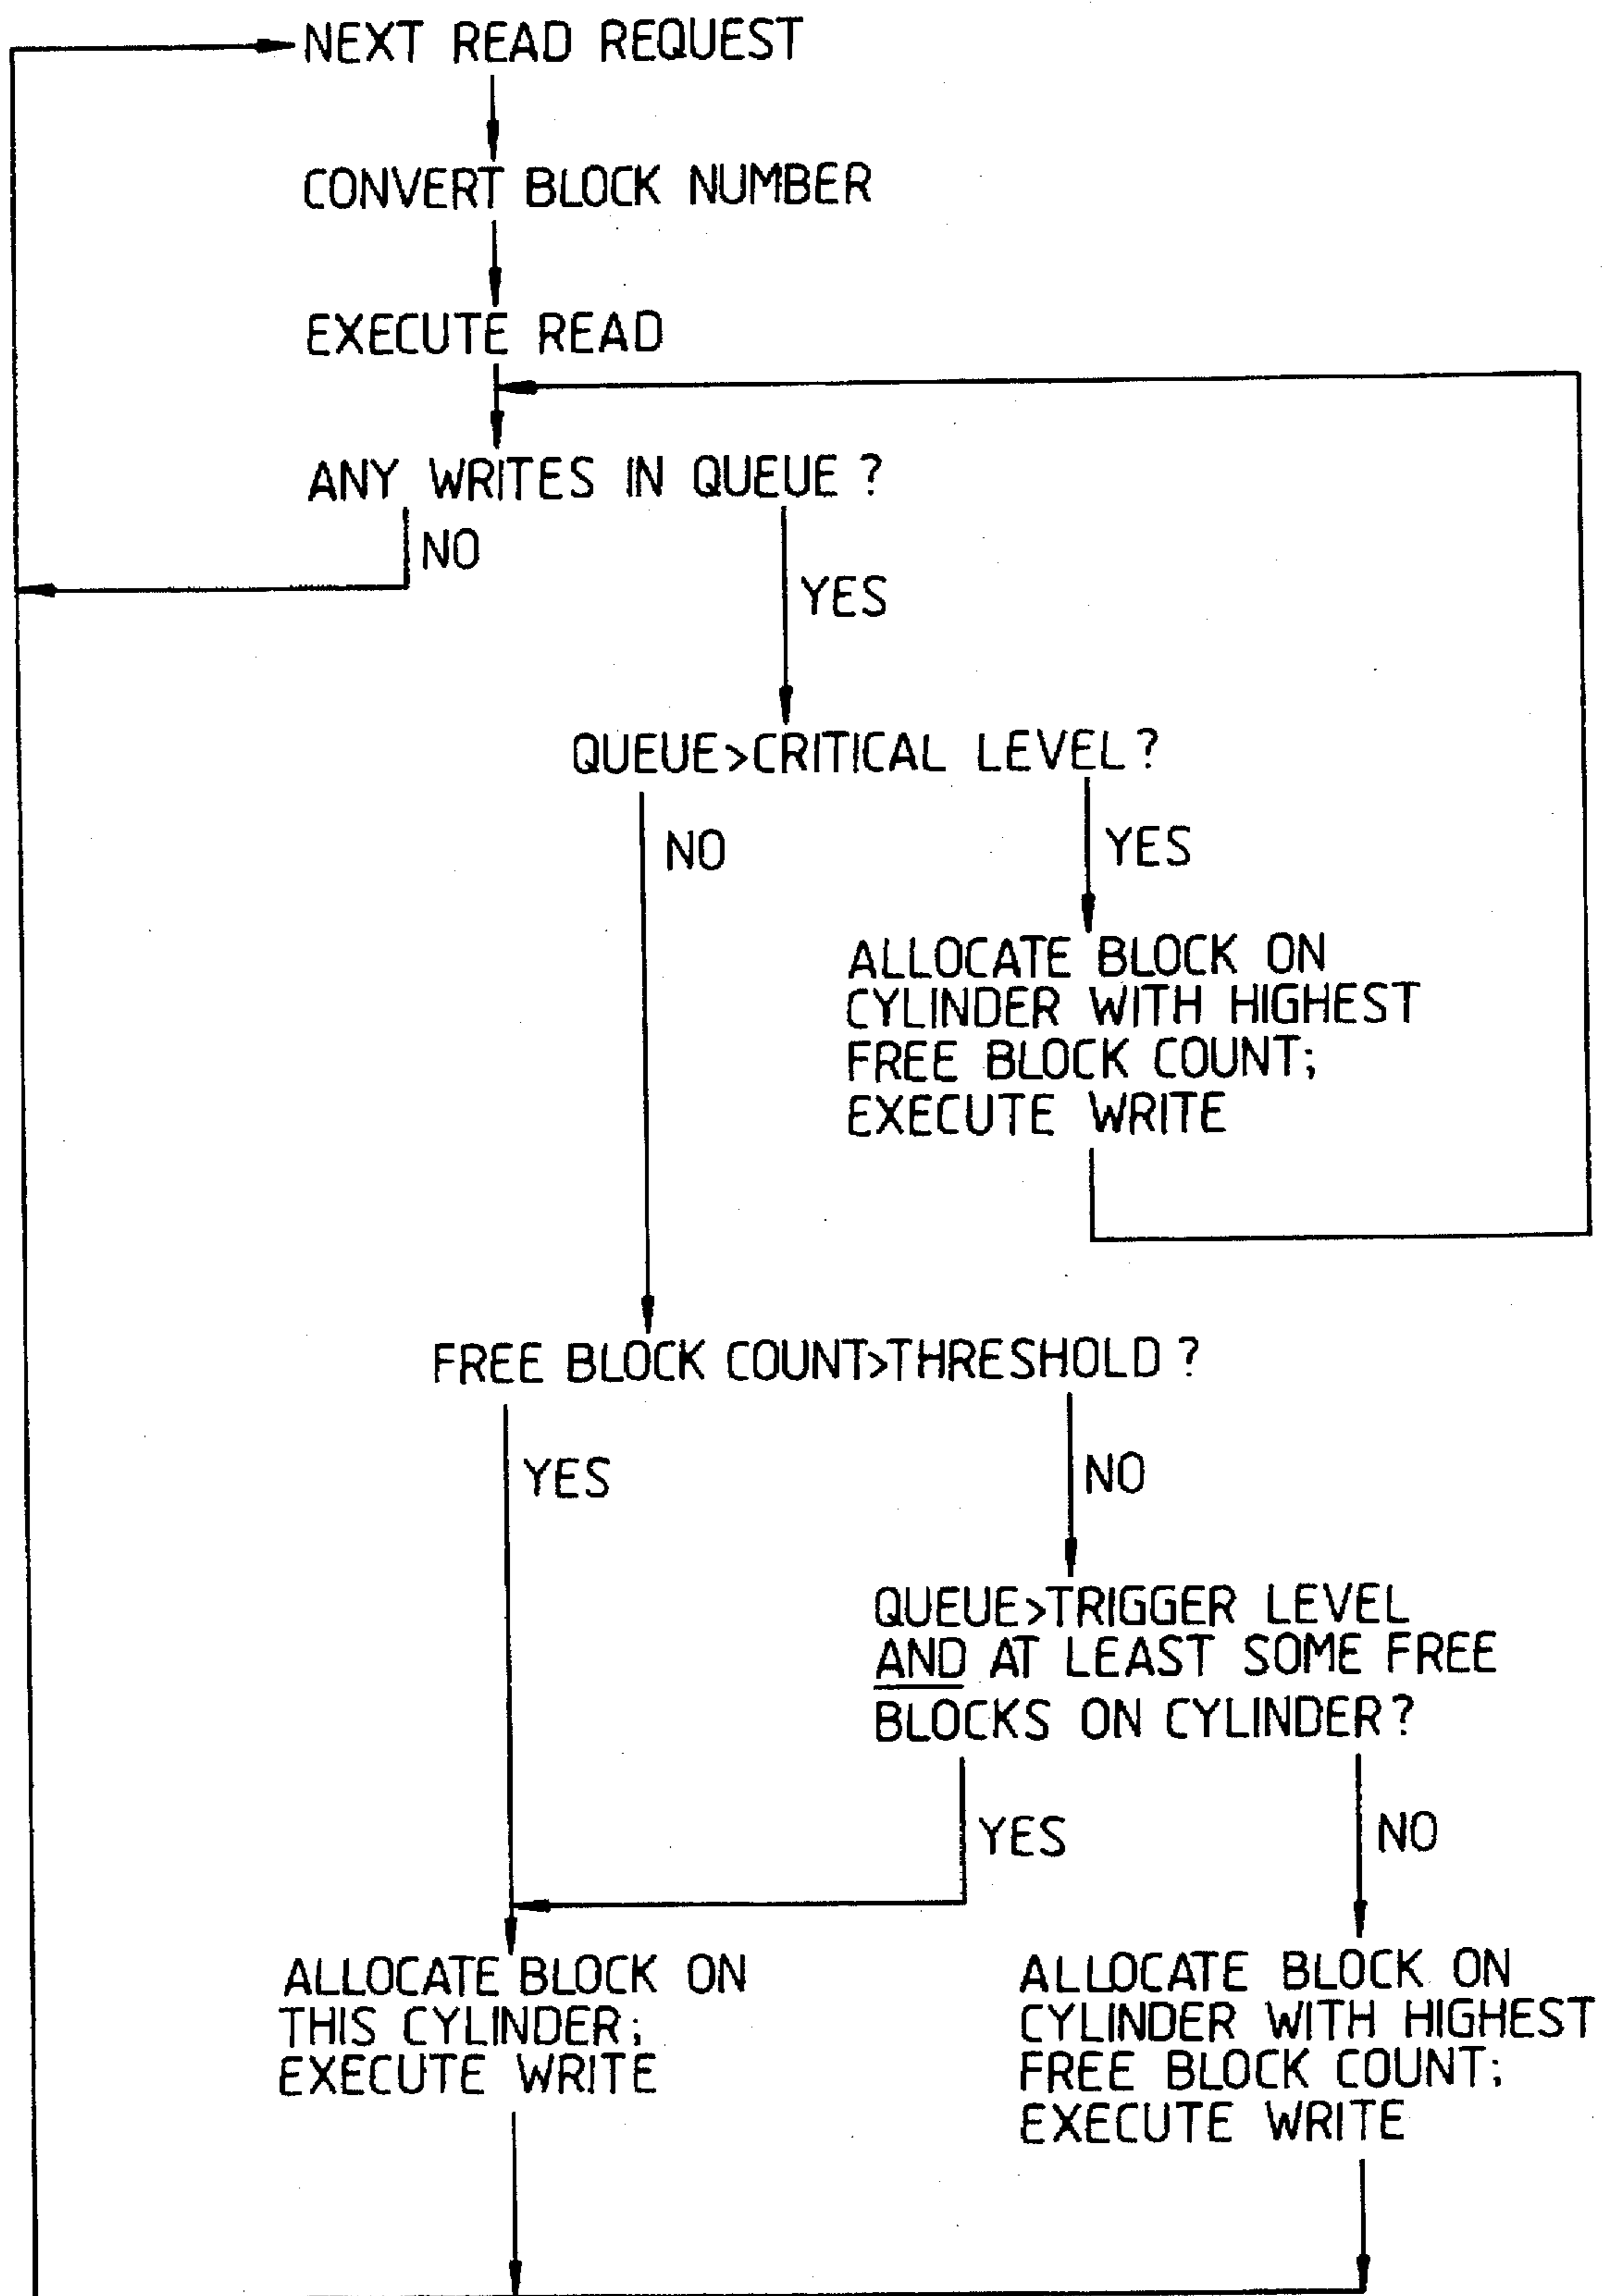 NEXT READ REQUEST
CONVERT BLOCK NUMBER
EXECUTE READ
ANY WRITES IN QUEUE ?
NO
YES
QUEUE>CRITICAL LEVEL ?
NO
YES
ALLOCATE BLOCK ON
CYLINDER WITH HIGHEST
FREE BLOCK COUNT;
EXECUTE WRITE
FREE BLOCK COUNT>THRESHOLD ?
YES
NO
QUEUE>TRIGGER LEVEL
AND AT LEAST SOME FREE
BLOCKS ON CYLINDER ?
YES
NO
ALLOCATE BLOCK ON
THIS CYLINDER;
EXECUTE WRITE
ALLOCATE BLOCK ON
CYLINDER WITH HIGHEST
FREE BLOCK COUNT;
EXECUTE WRITE